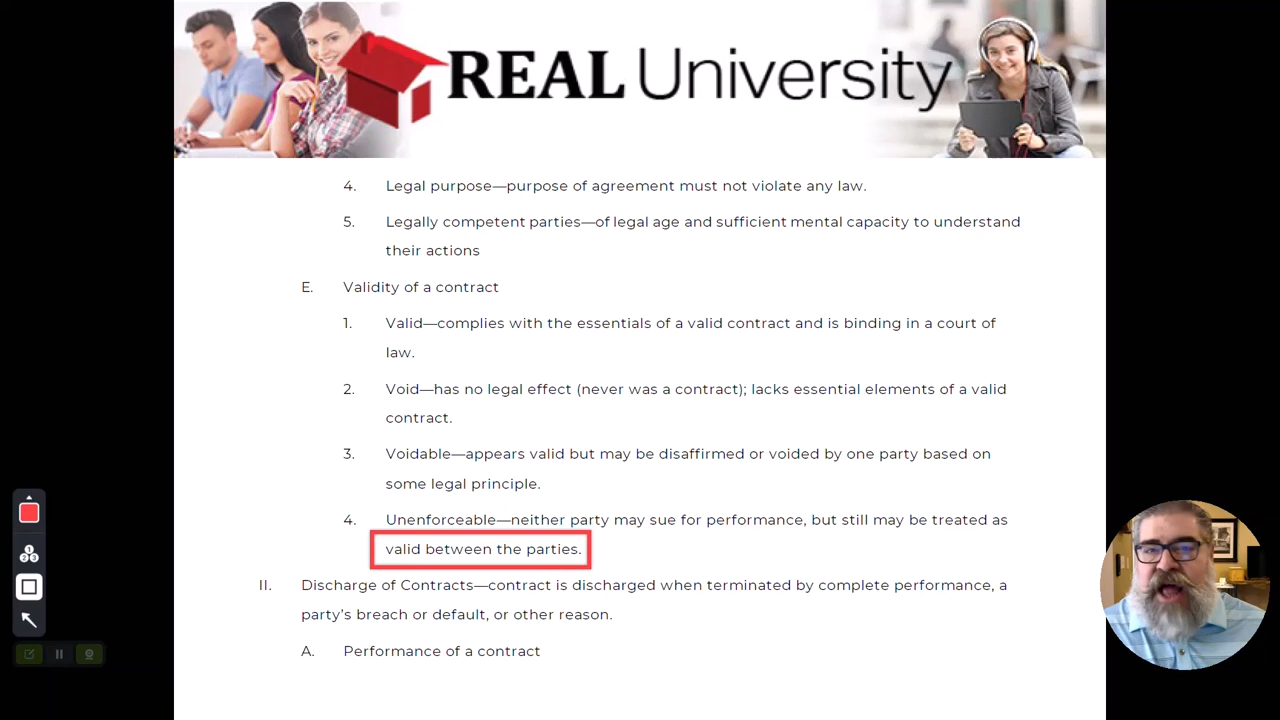 REAL University
4. Legal purpose—purpose of agreement must not violate any law.
5. Legally competent parties—of legal age and sufficient mental capacity to understand
their actions
E. Validity of a contract
1. Valid—complies with the essentials of a valid contract and is binding in a court of
law.
2. Void—has no legal effect (never was a contract); lacks essential elements of a valid
contract.
3. Voidable—appears valid but may be disaffirmed or voided by one party based on
some legal principle.
4. Unenforceable—neither party may sue for performance, but still may be treated as
valid between the parties.
II. Discharge of Contracts—contract is discharged when terminated by complete performance, a
party’s breach or default, or other reason.
A. Performance of a contract